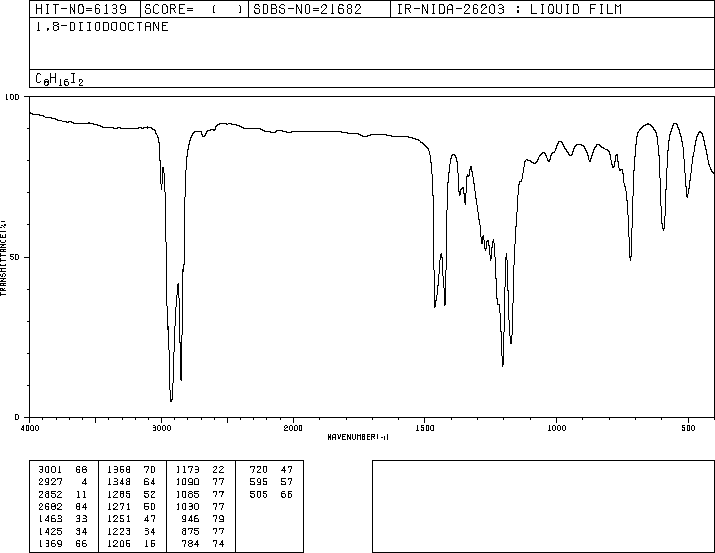 HIT-NO=6139 SCORE= ( ) SDBS-NO=21682 IR-NIDA-26203 : LIQUID FILM
1,8-DIIODOOCTANE
C8H16I2
100
50
0
TRANSMITTANCE(%)
4000 3000 2000 1500 1000 500
WAVENUMBER(-1)
3001 66 1368 70 1173 22 720 47
2927 4 1348 64 1090 77 595 57
2852 11 1285 52 1085 77 505 66
2682 84 1271 50 1030 77
1463 33 1251 47 946 79
1425 34 1223 34 875 77
1369 66 1206 16 784 74